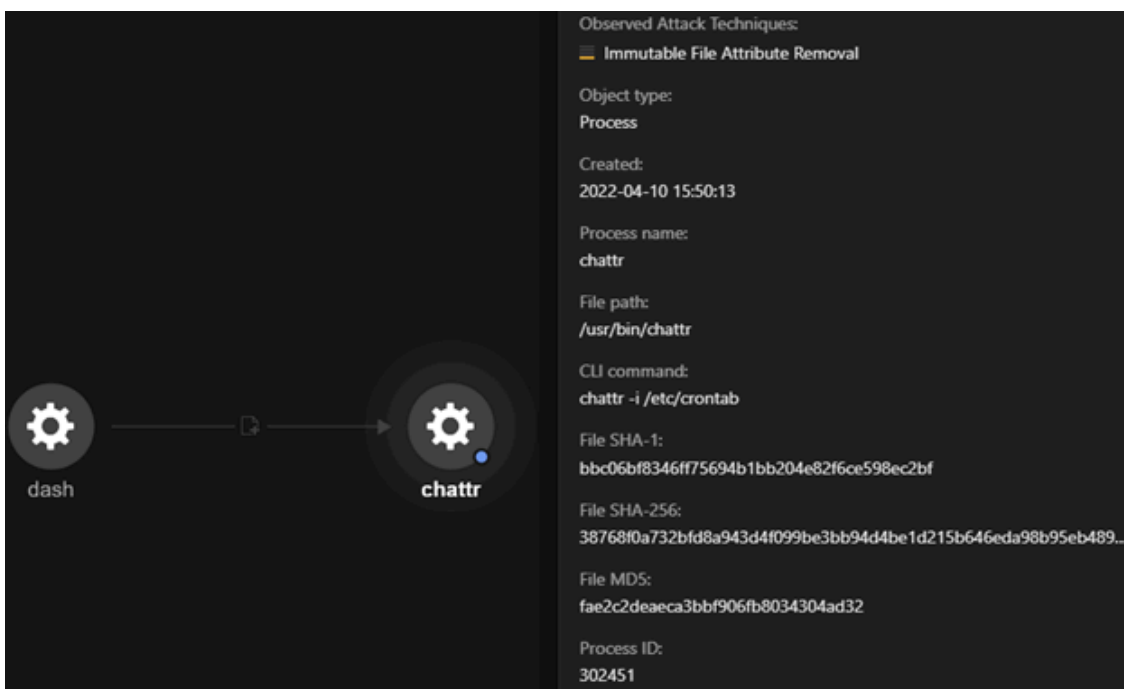 Observed Attack Techniques:
Immutable File Attribute Removal
Object type:
Process
Created:
2022-04-10 15:50:13
Process name:
chattr
File path:
/usr/bin/chattr
CLI command:
chattr -i /etc/crontab
File SHA-1:
bbc06bf8346ff75694b1bb204e82f6ce598ec2bf
File SHA-256:
38768f0a732bfd8a943d4f099be3bb94d4be1d215b646eda98b95eb489...
File MD5:
fae2c2deaeca3bbf906fb8034304ad32
Process ID:
302451
dash
chattr